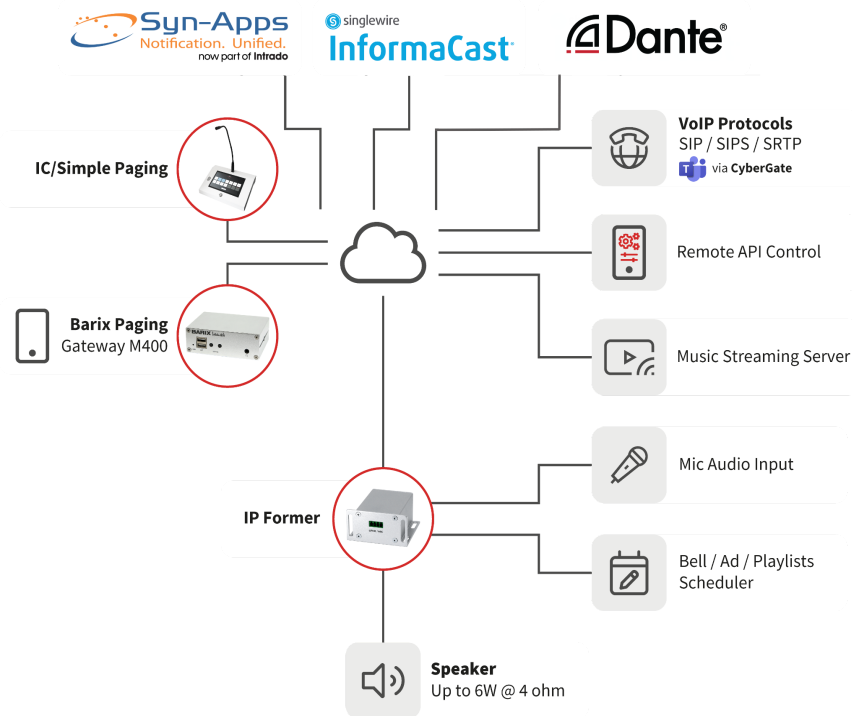 Syn-Apps
Notification. Unified.
now part of Intrado
singlewire
InformaCast
Dante®
IC/Simple Paging
VoIP Protocols
SIP / SIPS / SRTP
via CyberGate
Remote API Control
Barix Paging
Gateway M400
BARIX
Music Streaming Server
Mic Audio Input
IP Former
Bell / Ad / Playlists
Scheduler
Speaker
Up to 6W @ 4 ohm